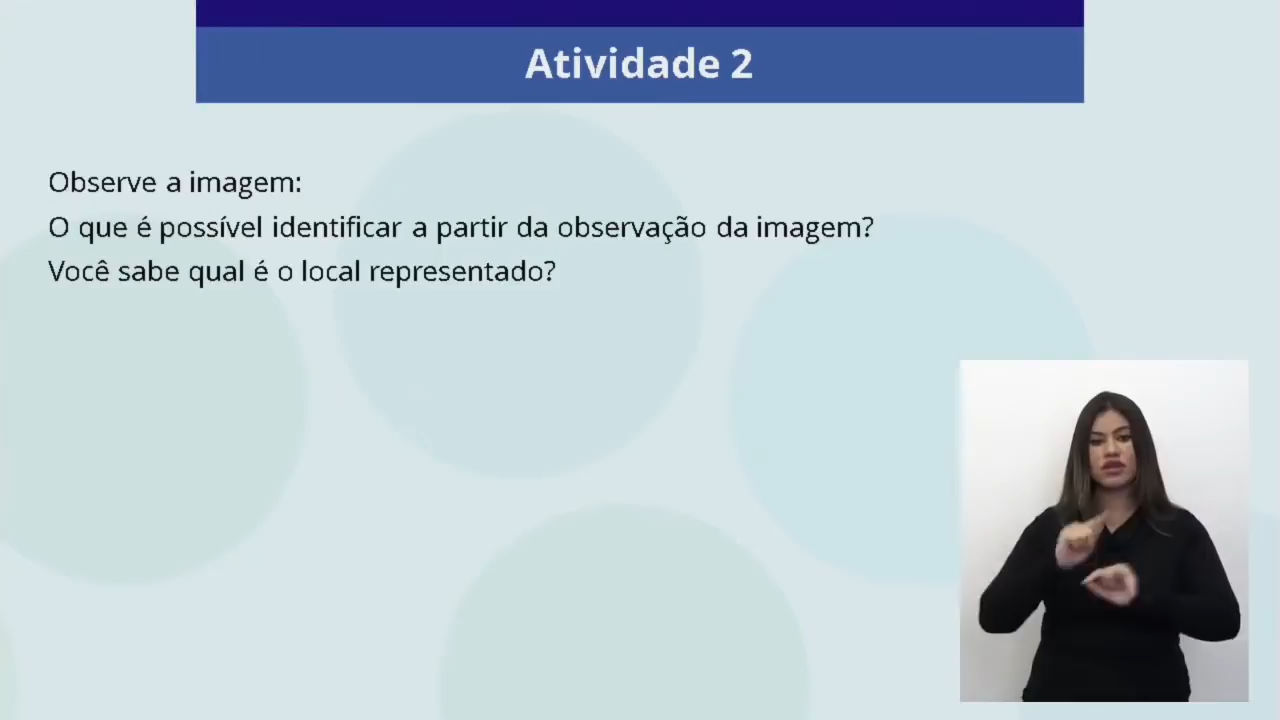 Atividade 2
Observe a imagem:
O que é possível identificar a partir da observação da imagem?
Você sabe qual é o local representado?